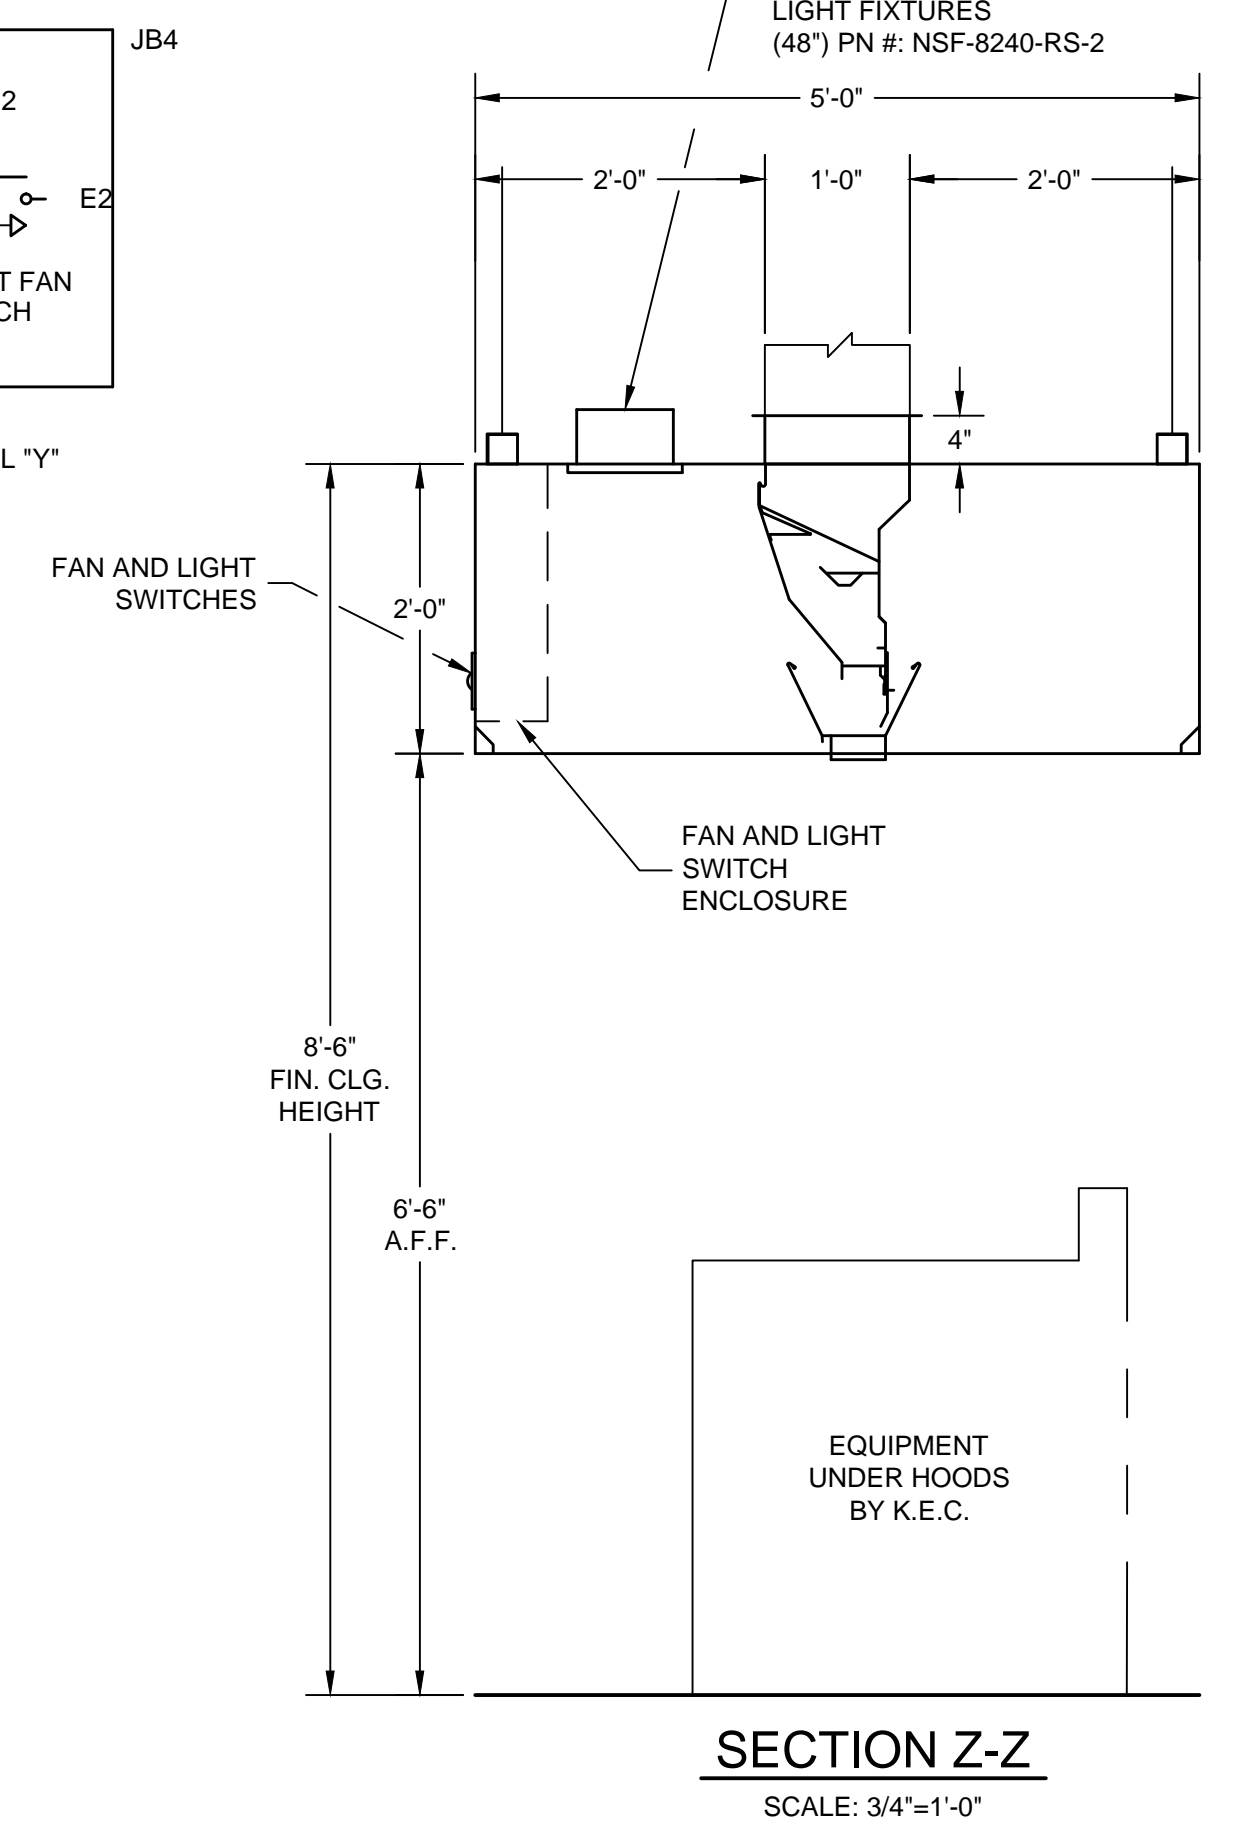 LIGHT FIXTURES
(48") PN #: NSF-8240-RS-2
JB4
2
E2
T FAN
CH
L "Y"
5'-0"
2'-0"
1'-0"
2'-0"
4"
FAN AND LIGHT
SWITCHES
2'-0"
FAN AND LIGHT
SWITCH
ENCLOSURE
8'-6"
FIN. CLG.
HEIGHT
6'-6"
A.F.F.
EQUIPMENT
UNDER HOODS
BY K.E.C.
SECTION Z-Z
SCALE: 3/4"=1'-0"